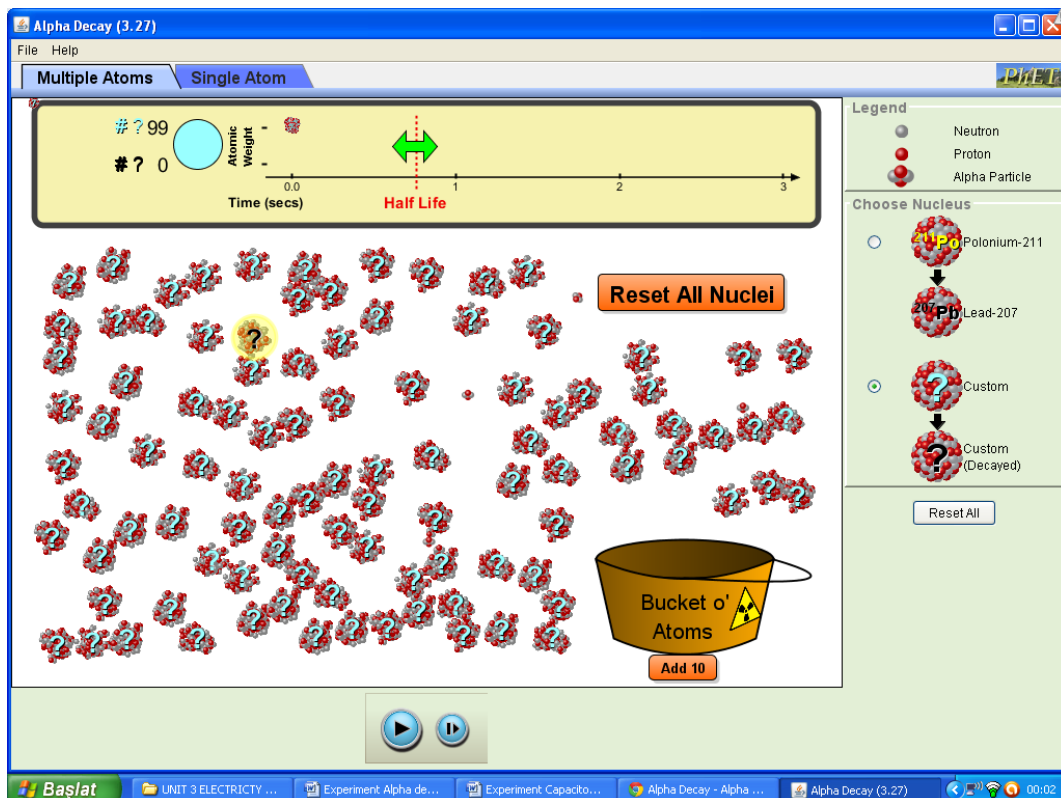 Alpha Decay (3.27)
File Help
Multiple Atoms Single Atom
PhET
# ? 99
# ? 0
Atomic
Weight
0.0 1 2 3
Time (secs) Half Life
Legend
Neutron
Proton
Alpha Particle
Choose Nucleus
211Po Polonium-211
207Pb Lead-207
? Custom
? Custom
(Decayed)
Reset All
Reset All Nuclei
Bucket o'
Atoms
Add 10
Başlat UNIT 3 ELECTRICTY ... Experiment Alpha de... Experiment Capacito... Alpha Decay - Alpha ... Alpha Decay (3.27) 00:02